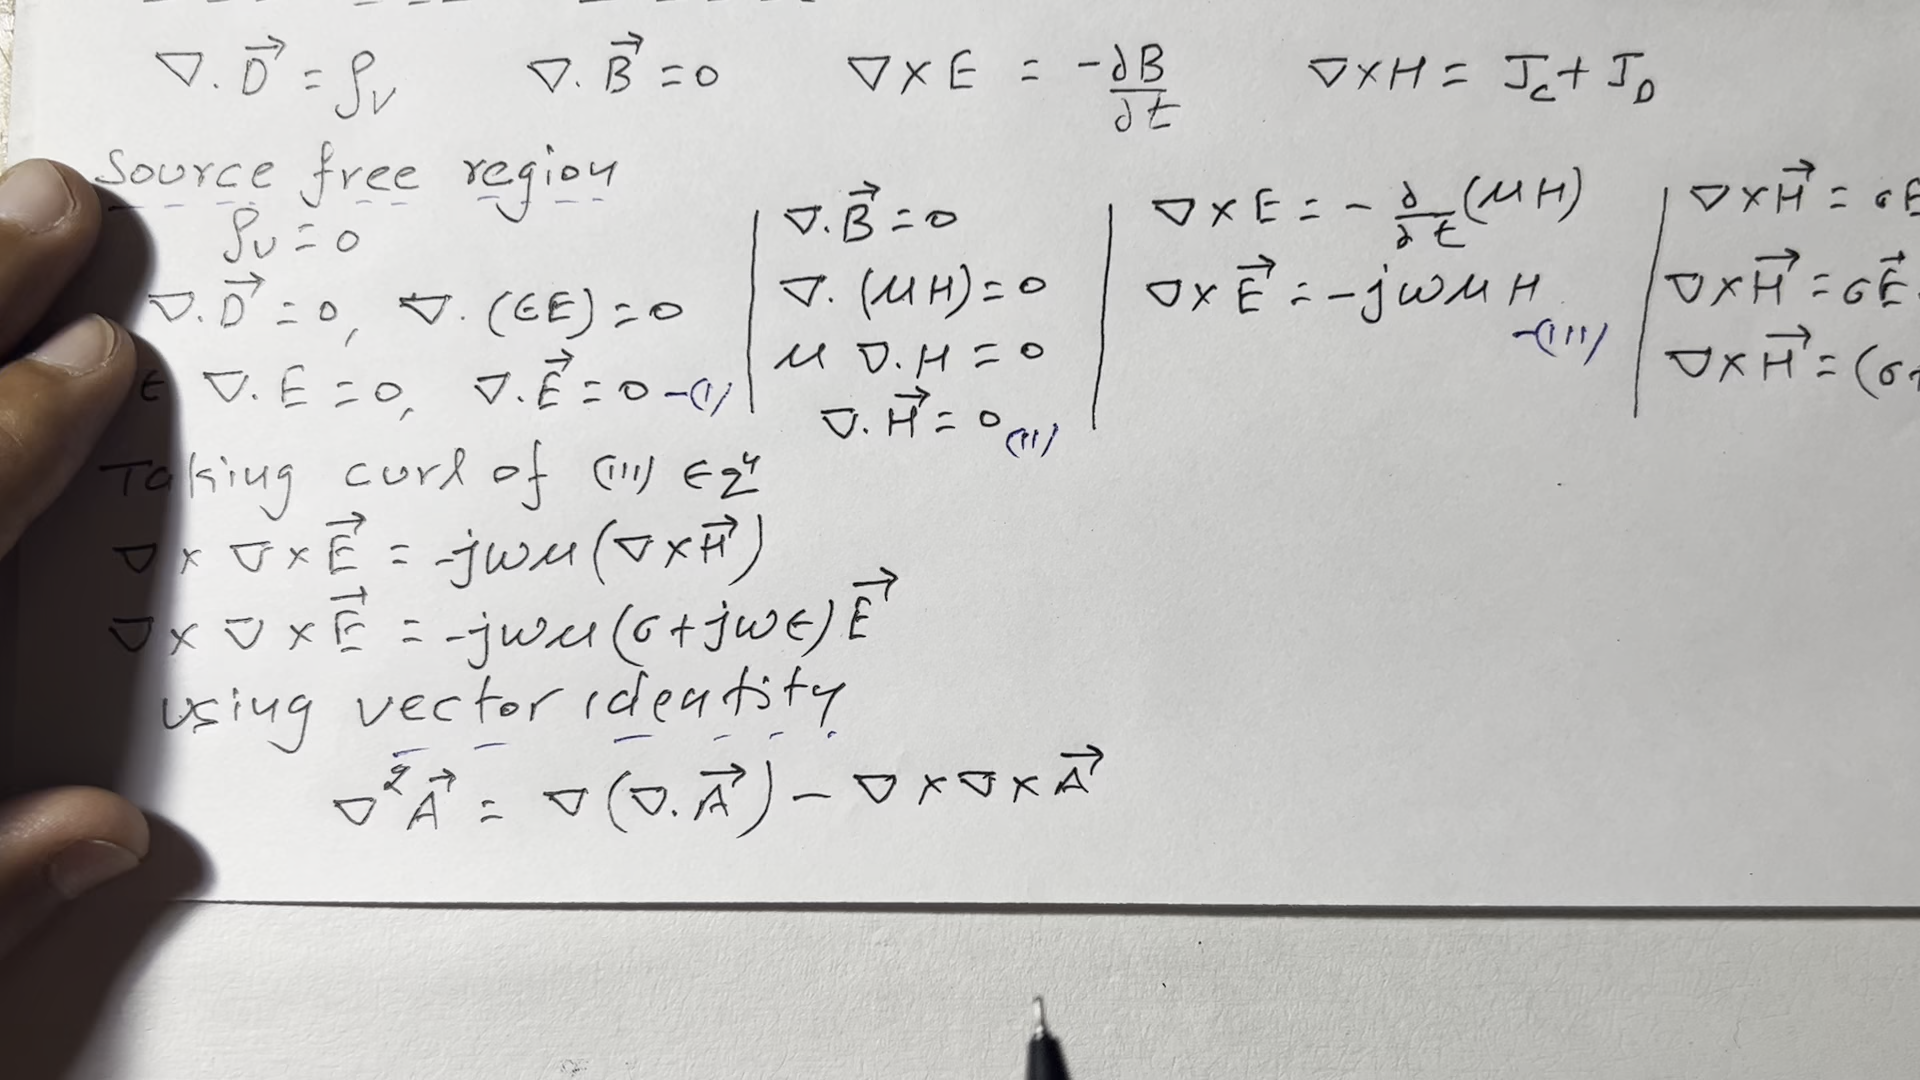 ∇.D⃗ = ρv   ∇.B⃗ = 0   ∇×E = -∂B/∂t   ∇×H = Jc + JD
Source free region
ρv = 0
∇.D⃗ = 0, ∇.(ϵE) = 0
ϵ ∇.E = 0, ∇.E⃗ = 0 -(I)
∇.B⃗ = 0
∇.(μH) = 0
μ ∇.H = 0
∇.H⃗ = 0 (II)
∇×E = -∂/∂t (μH)
∇×E⃗ = -jωμH
-(III)
∇×H⃗ = σE
∇×H⃗ = σE⃗
∇×H⃗ = (σ+
Taking curl of (III) Eqn
∇×∇×E⃗ = -jωμ(∇×H⃗)
∇×∇×E⃗ = -jωμ(σ+jωϵ)E⃗
using vector identity
∇²A⃗ = ∇(∇.A⃗) - ∇×∇×A⃗